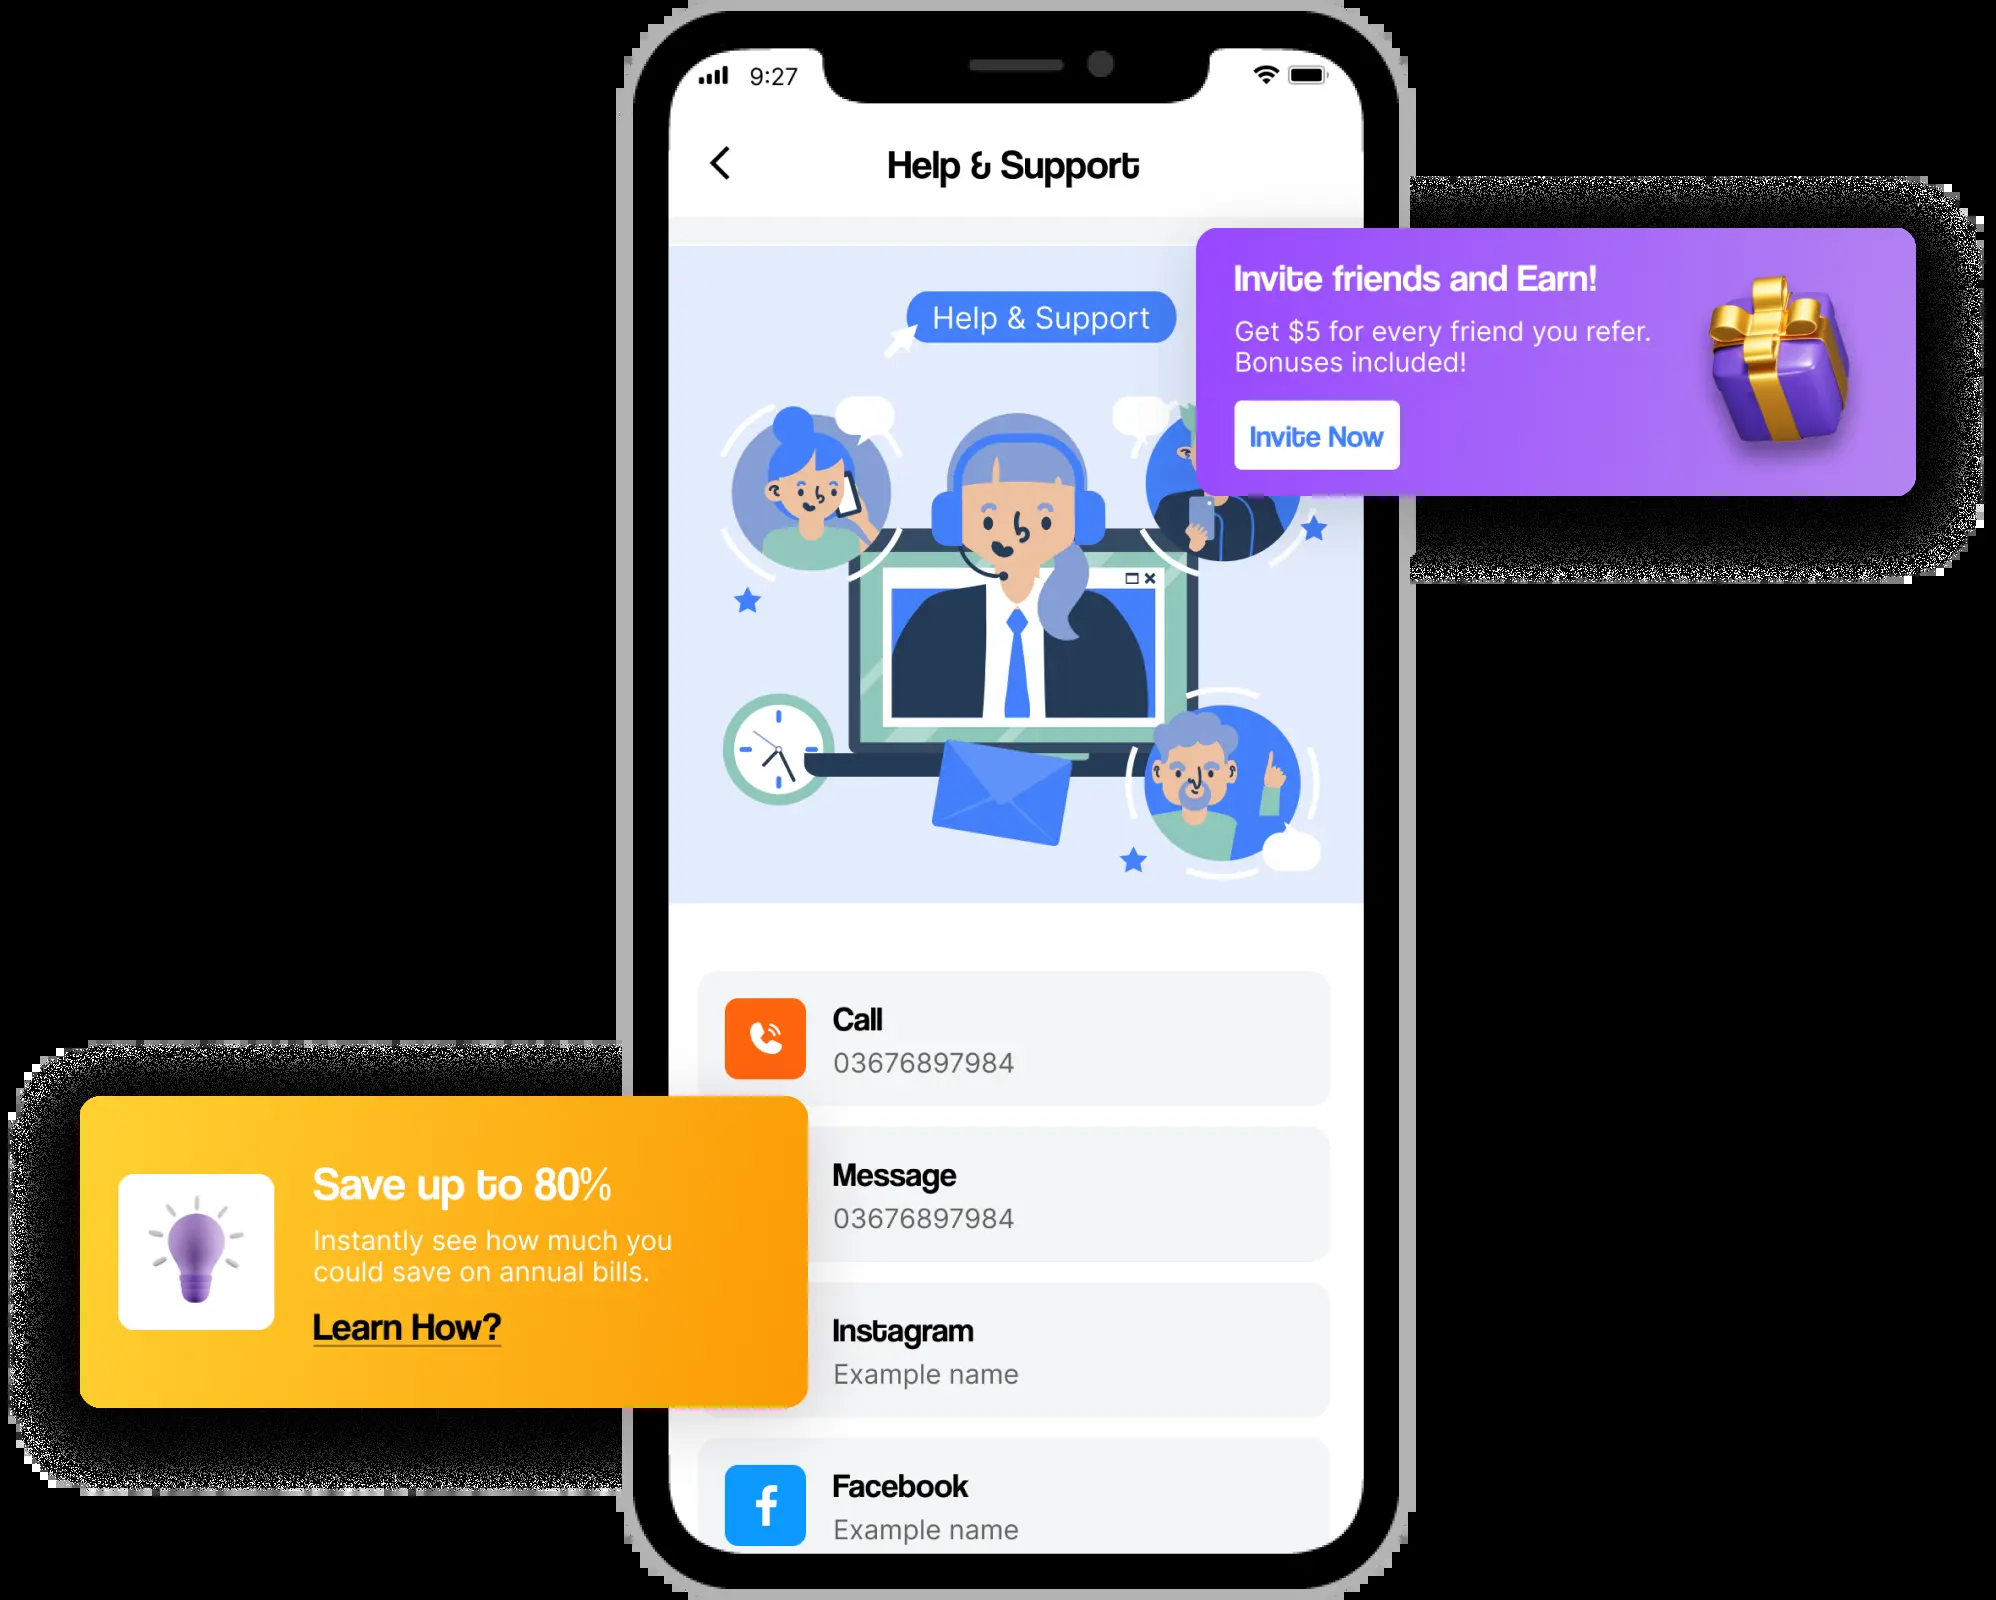 9:27
Help & Support
Help & Support
Invite friends and Earn!
Get $5 for every friend you refer.
Bonuses included!
Invite Now
Call
03676897984
Message
03676897984
Instagram
Example name
Facebook
Example name
Save up to 80%
Instantly see how much you
could save on annual bills.
Learn How?